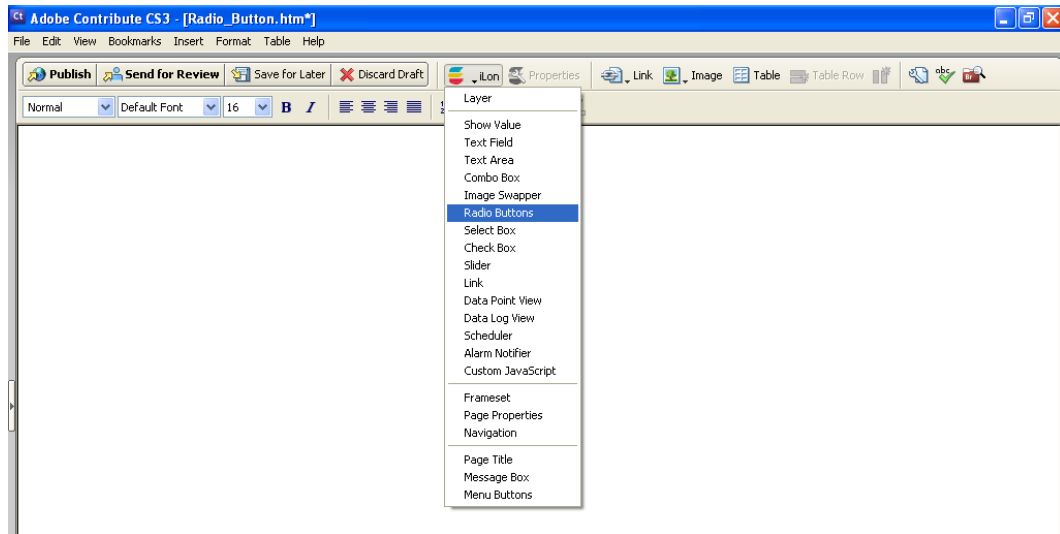 Ct Adobe Contribute CS3 - [Radio_Button.htm*]
File Edit View Bookmarks Insert Format Table Help
Publish Send for Review Save for Later Discard Draft iLon Properties Link Image Table Table Row abc
Normal Default Font 16 B I
Layer
Show Value
Text Field
Text Area
Combo Box
Image Swapper
Radio Buttons
Select Box
Check Box
Slider
Link
Data Point View
Data Log View
Scheduler
Alarm Notifier
Custom JavaScript
Frameset
Page Properties
Navigation
Page Title
Message Box
Menu Buttons